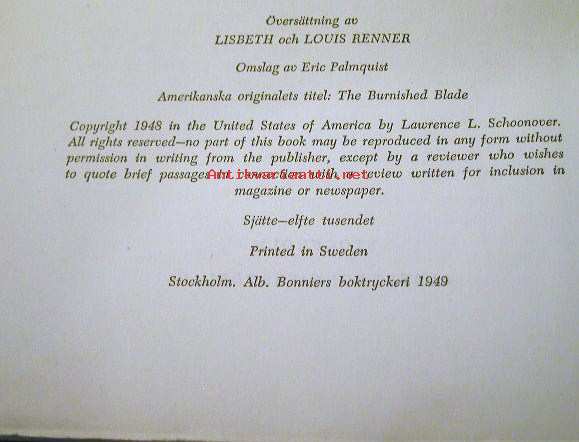 Översättning av
LISBETH och LOUIS RENNER
Omslag av Eric Palmquist
Amerikanska originalets titel: The Burnished Blade
Copyright 1948 in the United States of America by Lawrence L. Schoonover.
All rights reserved—no part of this book may be reproduced in any form without
permission in writing from the publisher, except by a reviewer who wishes
to quote brief passages in connection with a review written for inclusion in
magazine or newspaper.
Sjätte—elfte tusendet
Printed in Sweden
Stockholm. Alb. Bonniers boktryckeri 1949